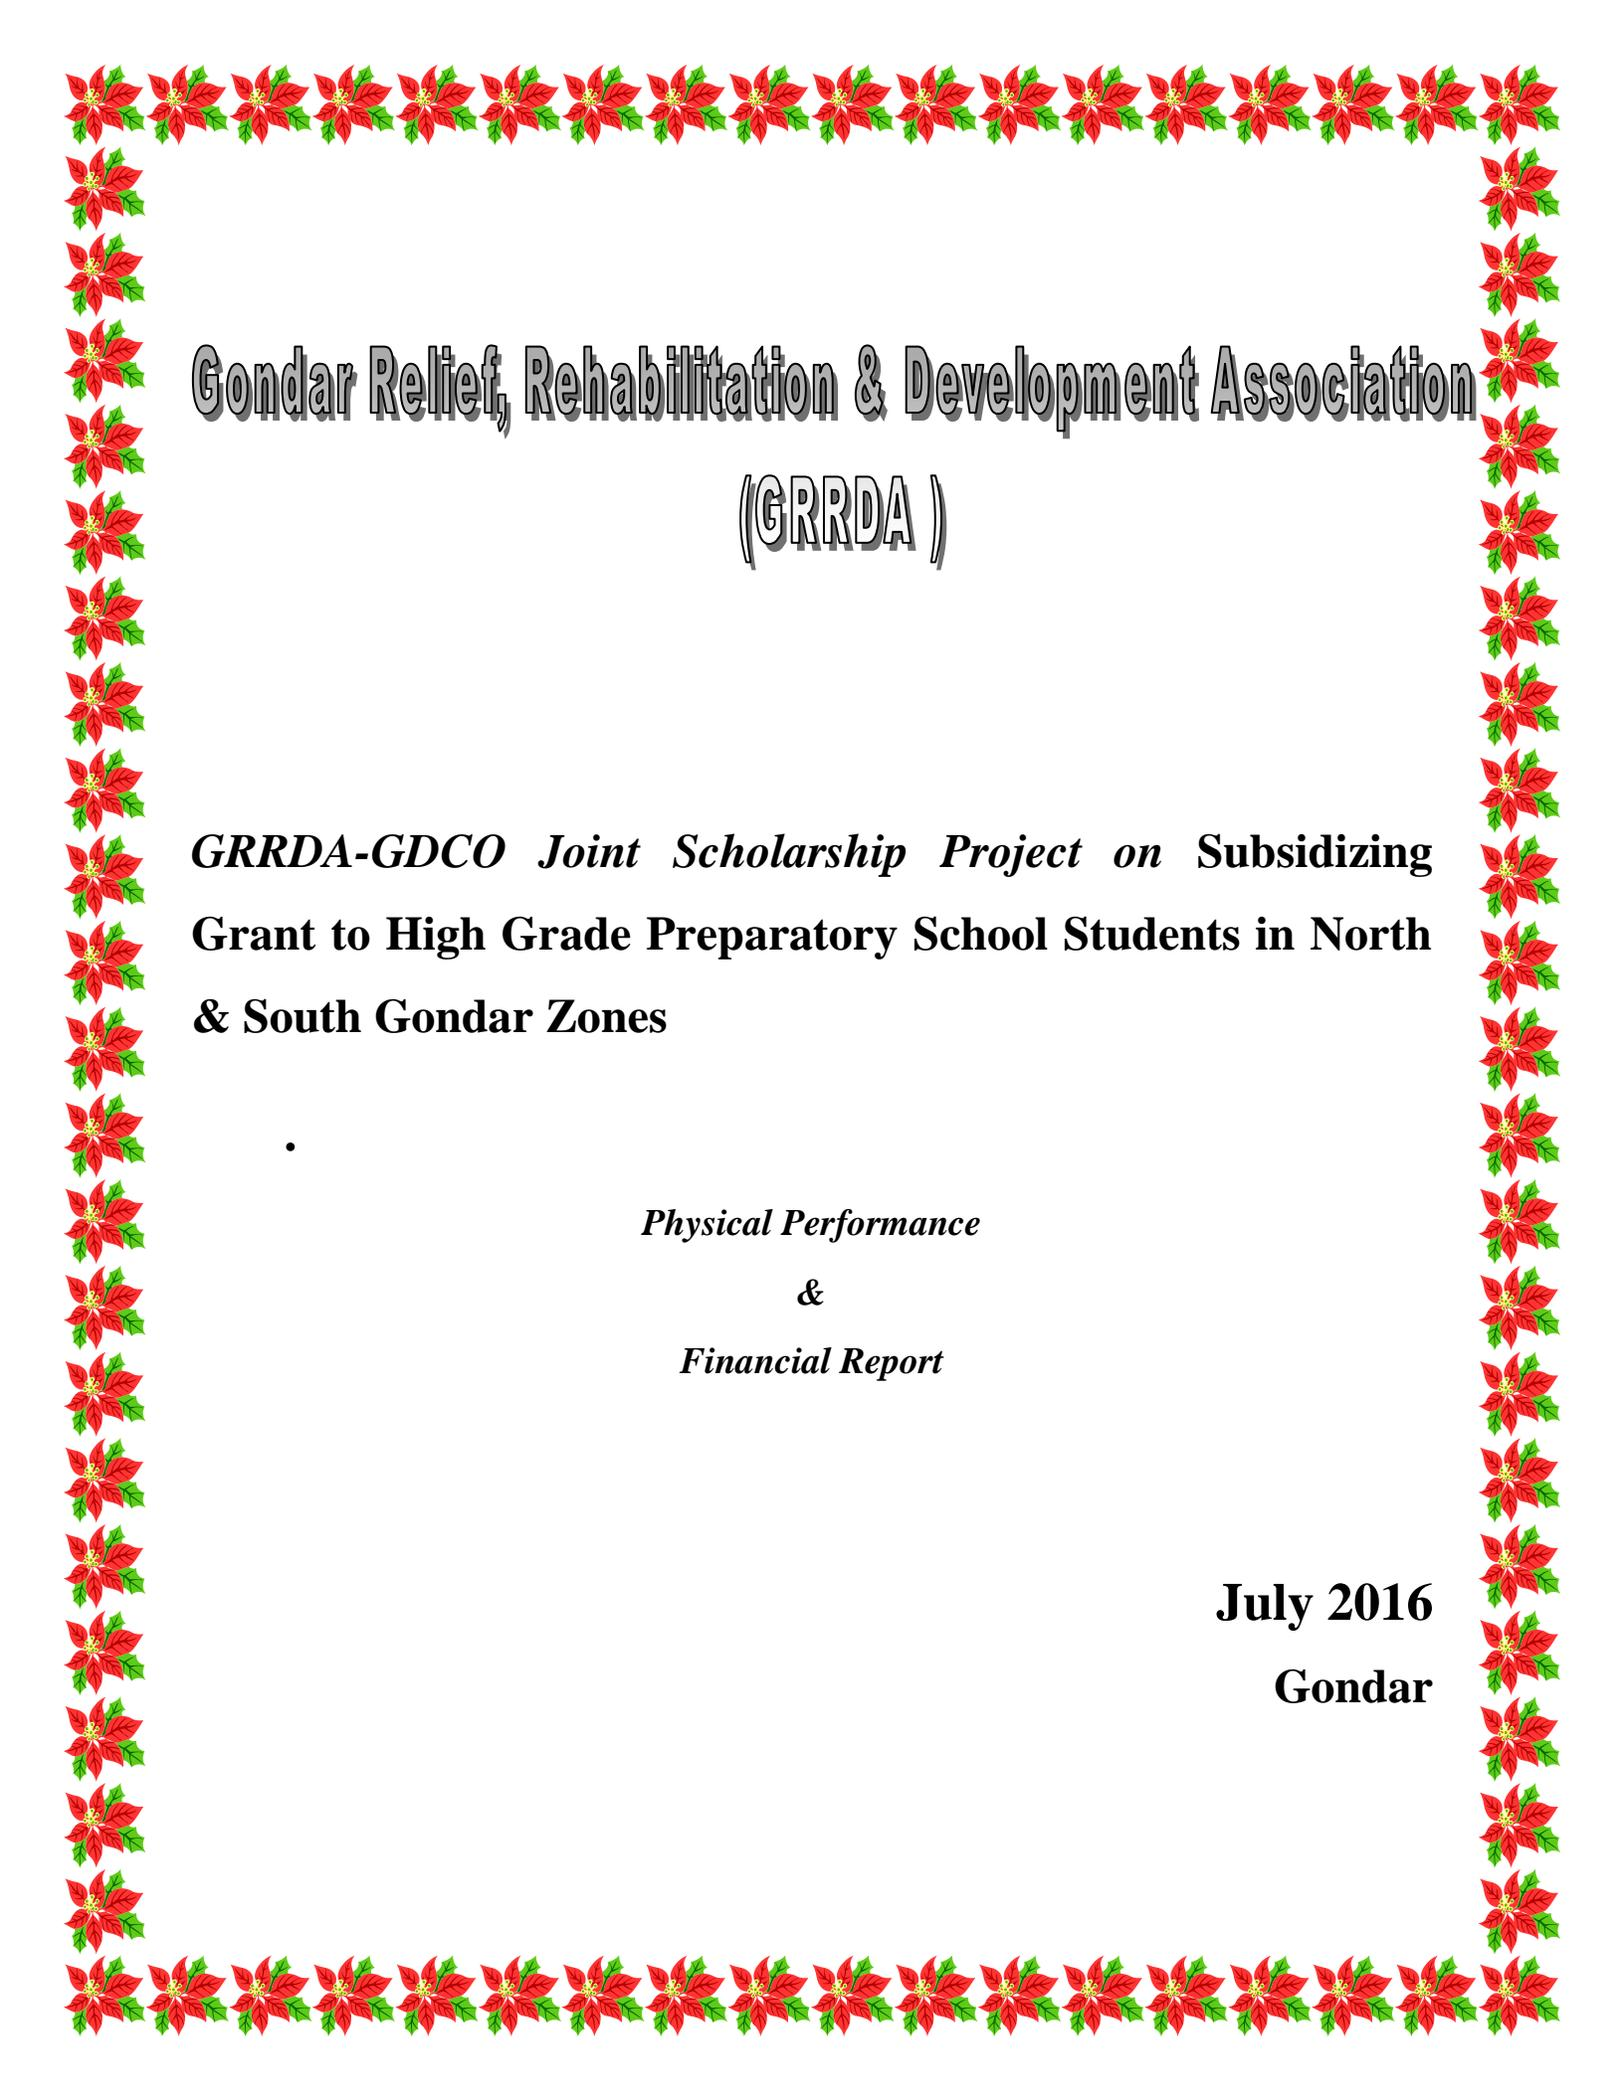 Gondar Relief, Rehabilitation & Development Association
(GRRDA )
GRRDA-GDCO Joint Scholarship Project on Subsidizing
Grant to High Grade Preparatory School Students in North
& South Gondar Zones
.
Physical Performance
&
Financial Report
July 2016
Gondar